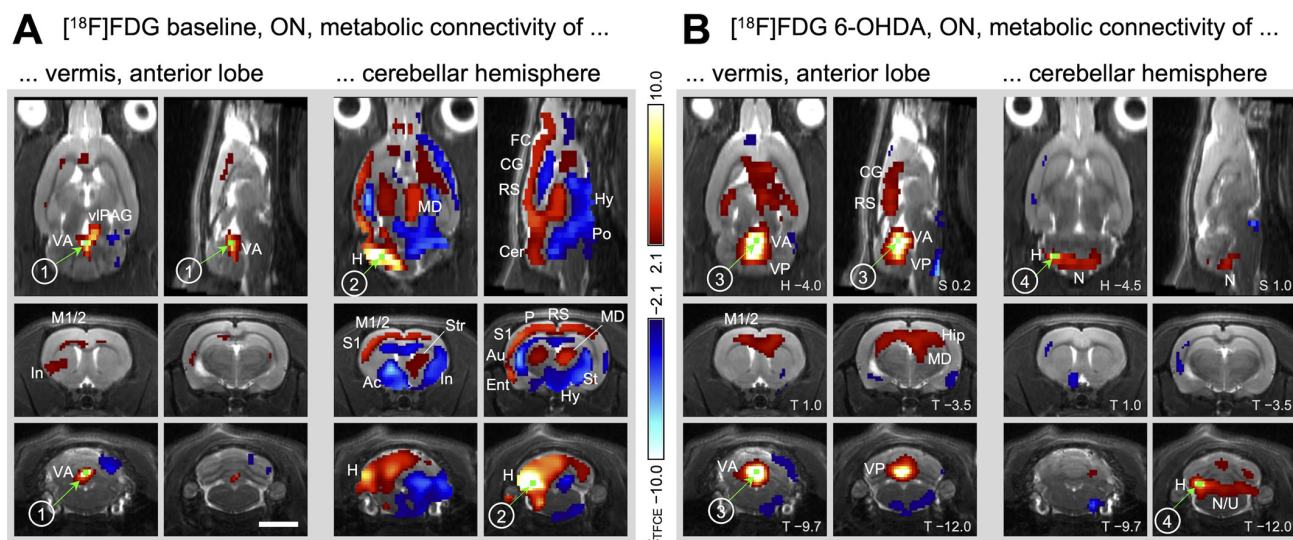 A [¹⁸F]FDG baseline, ON, metabolic connectivity of ...
... vermis, anterior lobe
... cerebellar hemisphere
vlPAG
VA
1
VA
1
MD
H
2
FC
CG
RS
Hy
Po
Cer
M1/2
In
M1/2
S1
Str
Ac
In
P
RS
MD
S1
Au
Ent
St
Hy
VA
1
H
H
2
10.0
2.1
−2.1
TFCE −10.0
B [¹⁸F]FDG 6-OHDA, ON, metabolic connectivity of ...
... vermis, anterior lobe
... cerebellar hemisphere
VA
VP
3
H −4.0
CG
RS
VA
VP
3
S 0.2
H
N
4
H −4.5
N
S 1.0
M1/2
T 1.0
Hip
MD
T −3.5
T 1.0
T −3.5
VA
3
T −9.7
VP
T −12.0
T −9.7
H
N/U
4
T −12.0